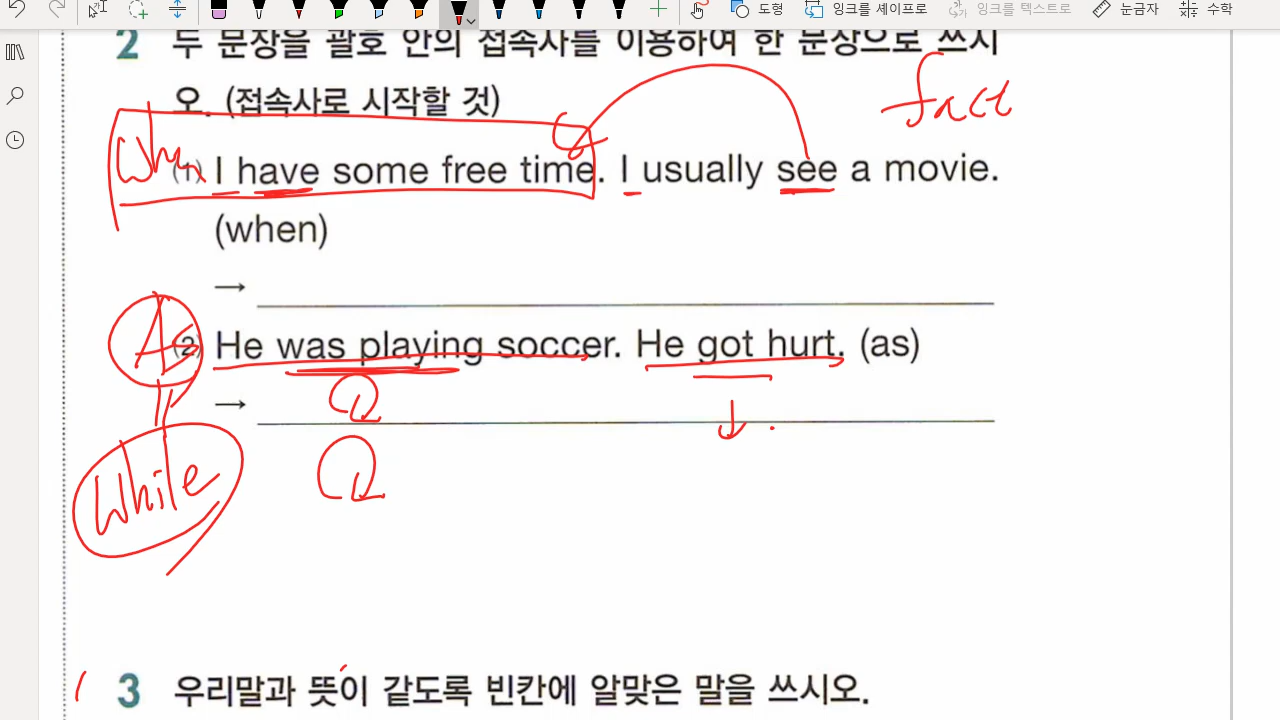 도형 잉크를 셰이프로 잉크를 텍스트로 눈금자 수학
2 두 문장을 괄호 안의 접속사를 이용하여 한 문장으로 쓰시
오. (접속사로 시작할 것)
fact
When
(1) I have some free time. I usually see a movie.
(when)
→
As
(2) He was playing soccer. He got hurt. (as)
→
While
3 우리말과 뜻이 같도록 빈칸에 알맞은 말을 쓰시오.